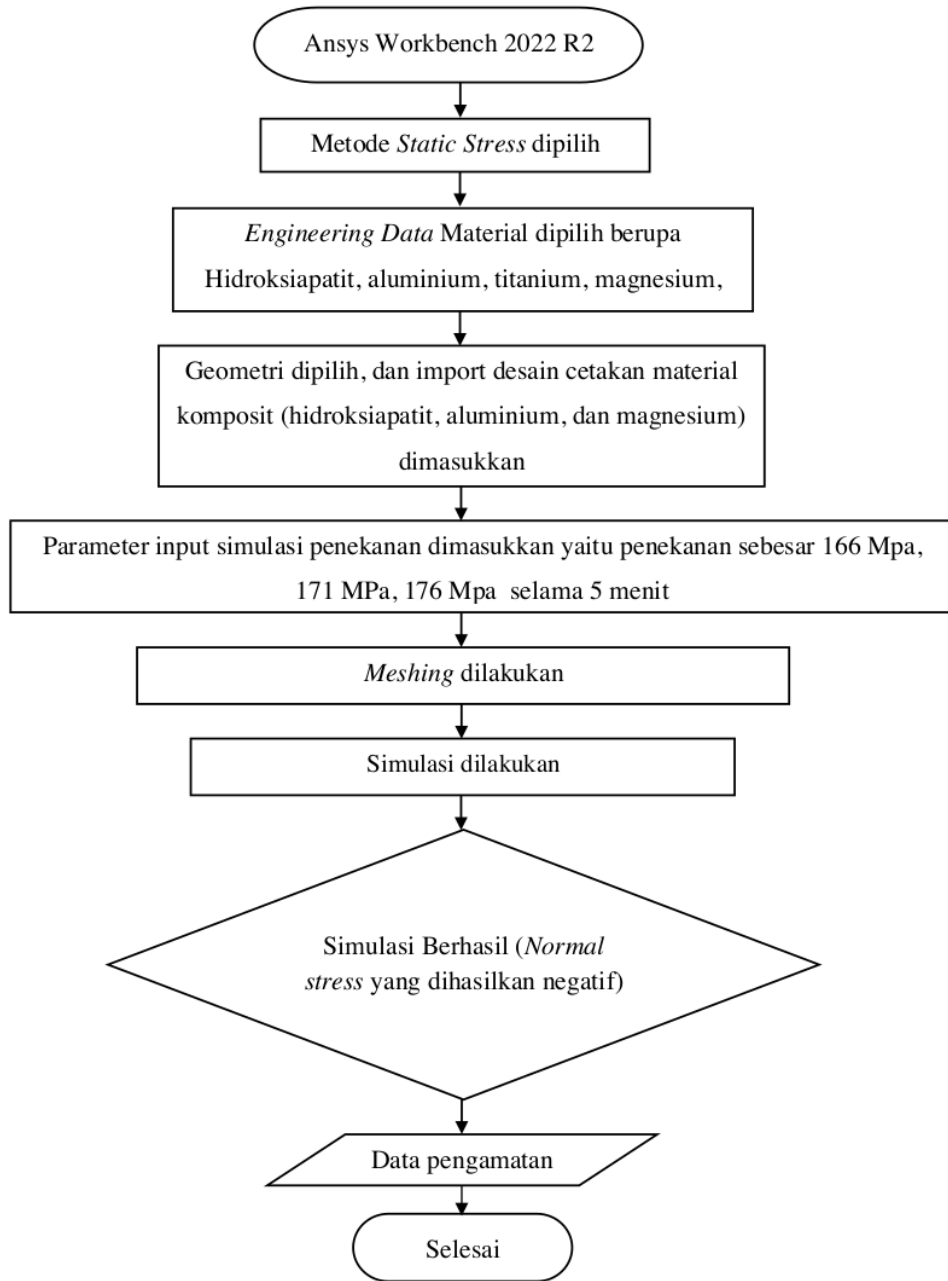 Ansys Workbench 2022 R2
Metode Static Stress dipilih
Engineering Data Material dipilih berupa
Hidroksiapatit, aluminium, titanium, magnesium,
Geometri dipilih, dan import desain cetakan material
komposit (hidroksiapatit, aluminium, dan magnesium)
dimasukkan
Parameter input simulasi penekanan dimasukkan yaitu penekanan sebesar 166 Mpa,
171 MPa, 176 Mpa selama 5 menit
Meshing dilakukan
Simulasi dilakukan
Simulasi Berhasil (Normal
stress yang dihasilkan negatif)
Data pengamatan
Selesai